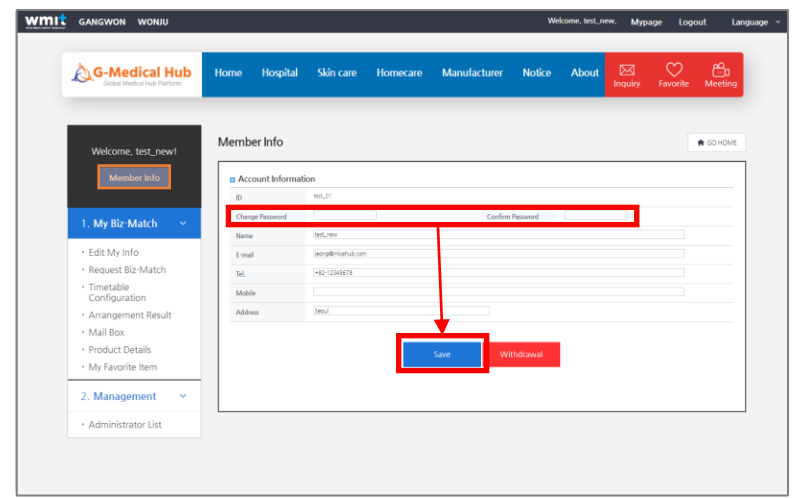 wmit GANGWON WONJU Welcome, test_new. Mypage Logout Language
G-Medical Hub
Global Medical Hub Platform
Home Hospital Skin care Homecare Manufacturer Notice About Inquiry Favorite Meeting
Welcome, test_new!
Member Info
1. My Biz-Match
· Edit My Info
· Request Biz-Match
· Timetable
Configuration
· Arrangement Result
· Mail Box
· Product Details
· My Favorite Item
2. Management
· Administrator List
Member Info GO HOME
Account Information
ID test_01
Change Password Confirm Password
Name test_new
E-mail jaong@micehub.com
Tel. +82-12345678
Mobile
Address Seoul
Save Withdrawal